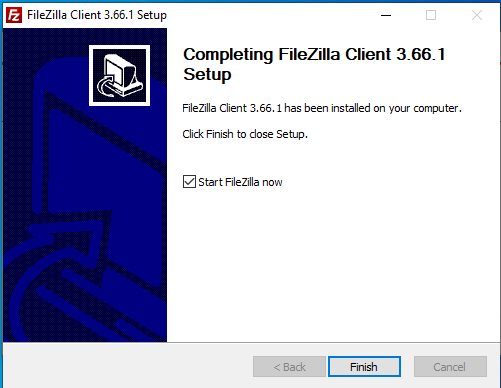 FileZilla Client 3.66.1 Setup
Completing FileZilla Client 3.66.1
Setup
FileZilla Client 3.66.1 has been installed on your computer.
Click Finish to close Setup.
Start FileZilla now
< Back
Finish
Cancel